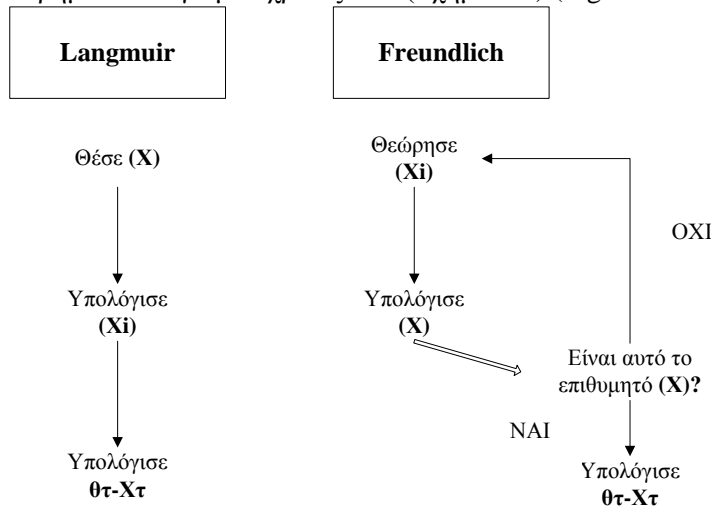 Langmuir
Freundlich
Θέσε (X)
Υπολόγισε
(Xi)
Υπολόγισε
θτ-Χτ
Θεώρησε
(Xi)
Υπολόγισε
(X)
ΟΧΙ
Είναι αυτό το
επιθυμητό (X)?
ΝΑΙ
Υπολόγισε
θτ-Χτ